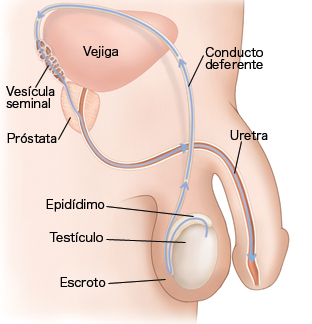 Vejiga
Conducto
deferente
Vesícula
seminal
Próstata
Uretra
Epidídimo
Testículo
Escroto